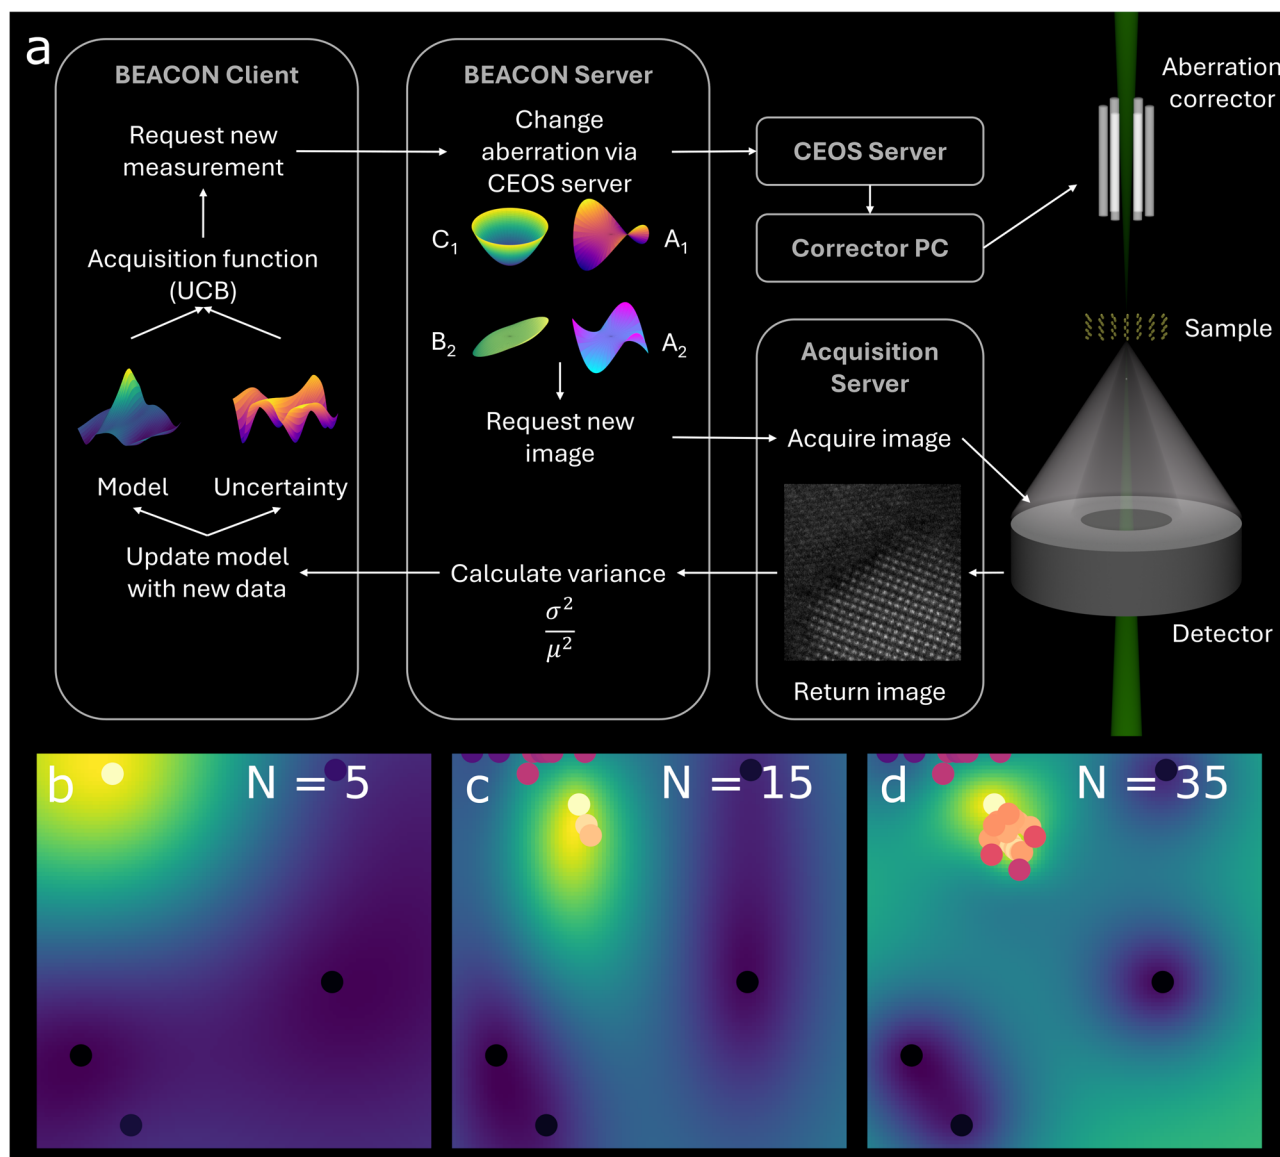 a
BEACON Client
Request new
measurement
Acquisition function
(UCB)
Model
Uncertainty
Update model
with new data
BEACON Server
Change
aberration via
CEOS server
C₁
A₁
B₂
A₂
Request new
image
Calculate variance
σ²
μ²
CEOS Server
Corrector PC
Acquisition
Server
Acquire image
Return image
Aberration
corrector
Sample
Detector
b
N = 5
c
N = 15
d
N = 35